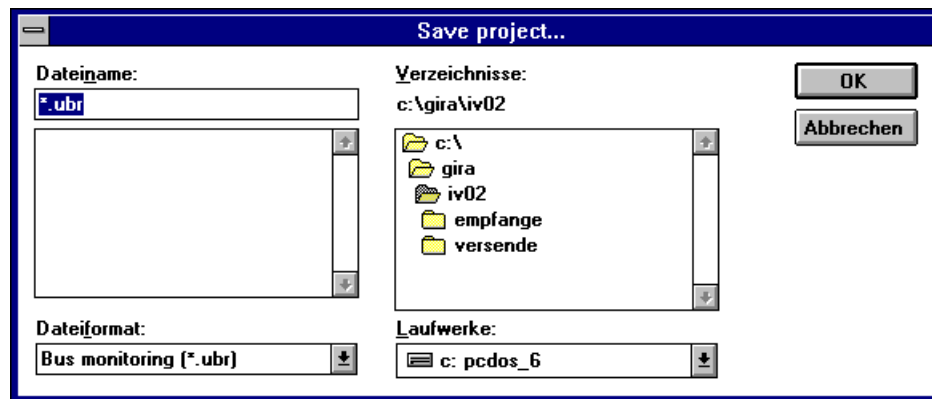 Save project...
Dateiname:
*.ubr
Verzeichnisse:
c:\gira\iv02
OK
Abbrechen
c:\
gira
iv02
empfange
versende
Dateiformat:
Bus monitoring (*.ubr)
Laufwerke:
c: pcdos_6